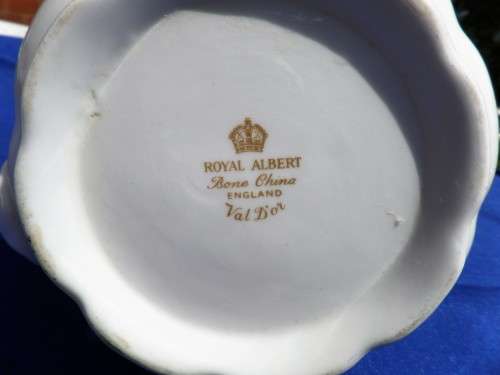 ROYAL ALBERT
Bone China
ENGLAND
Val D'or